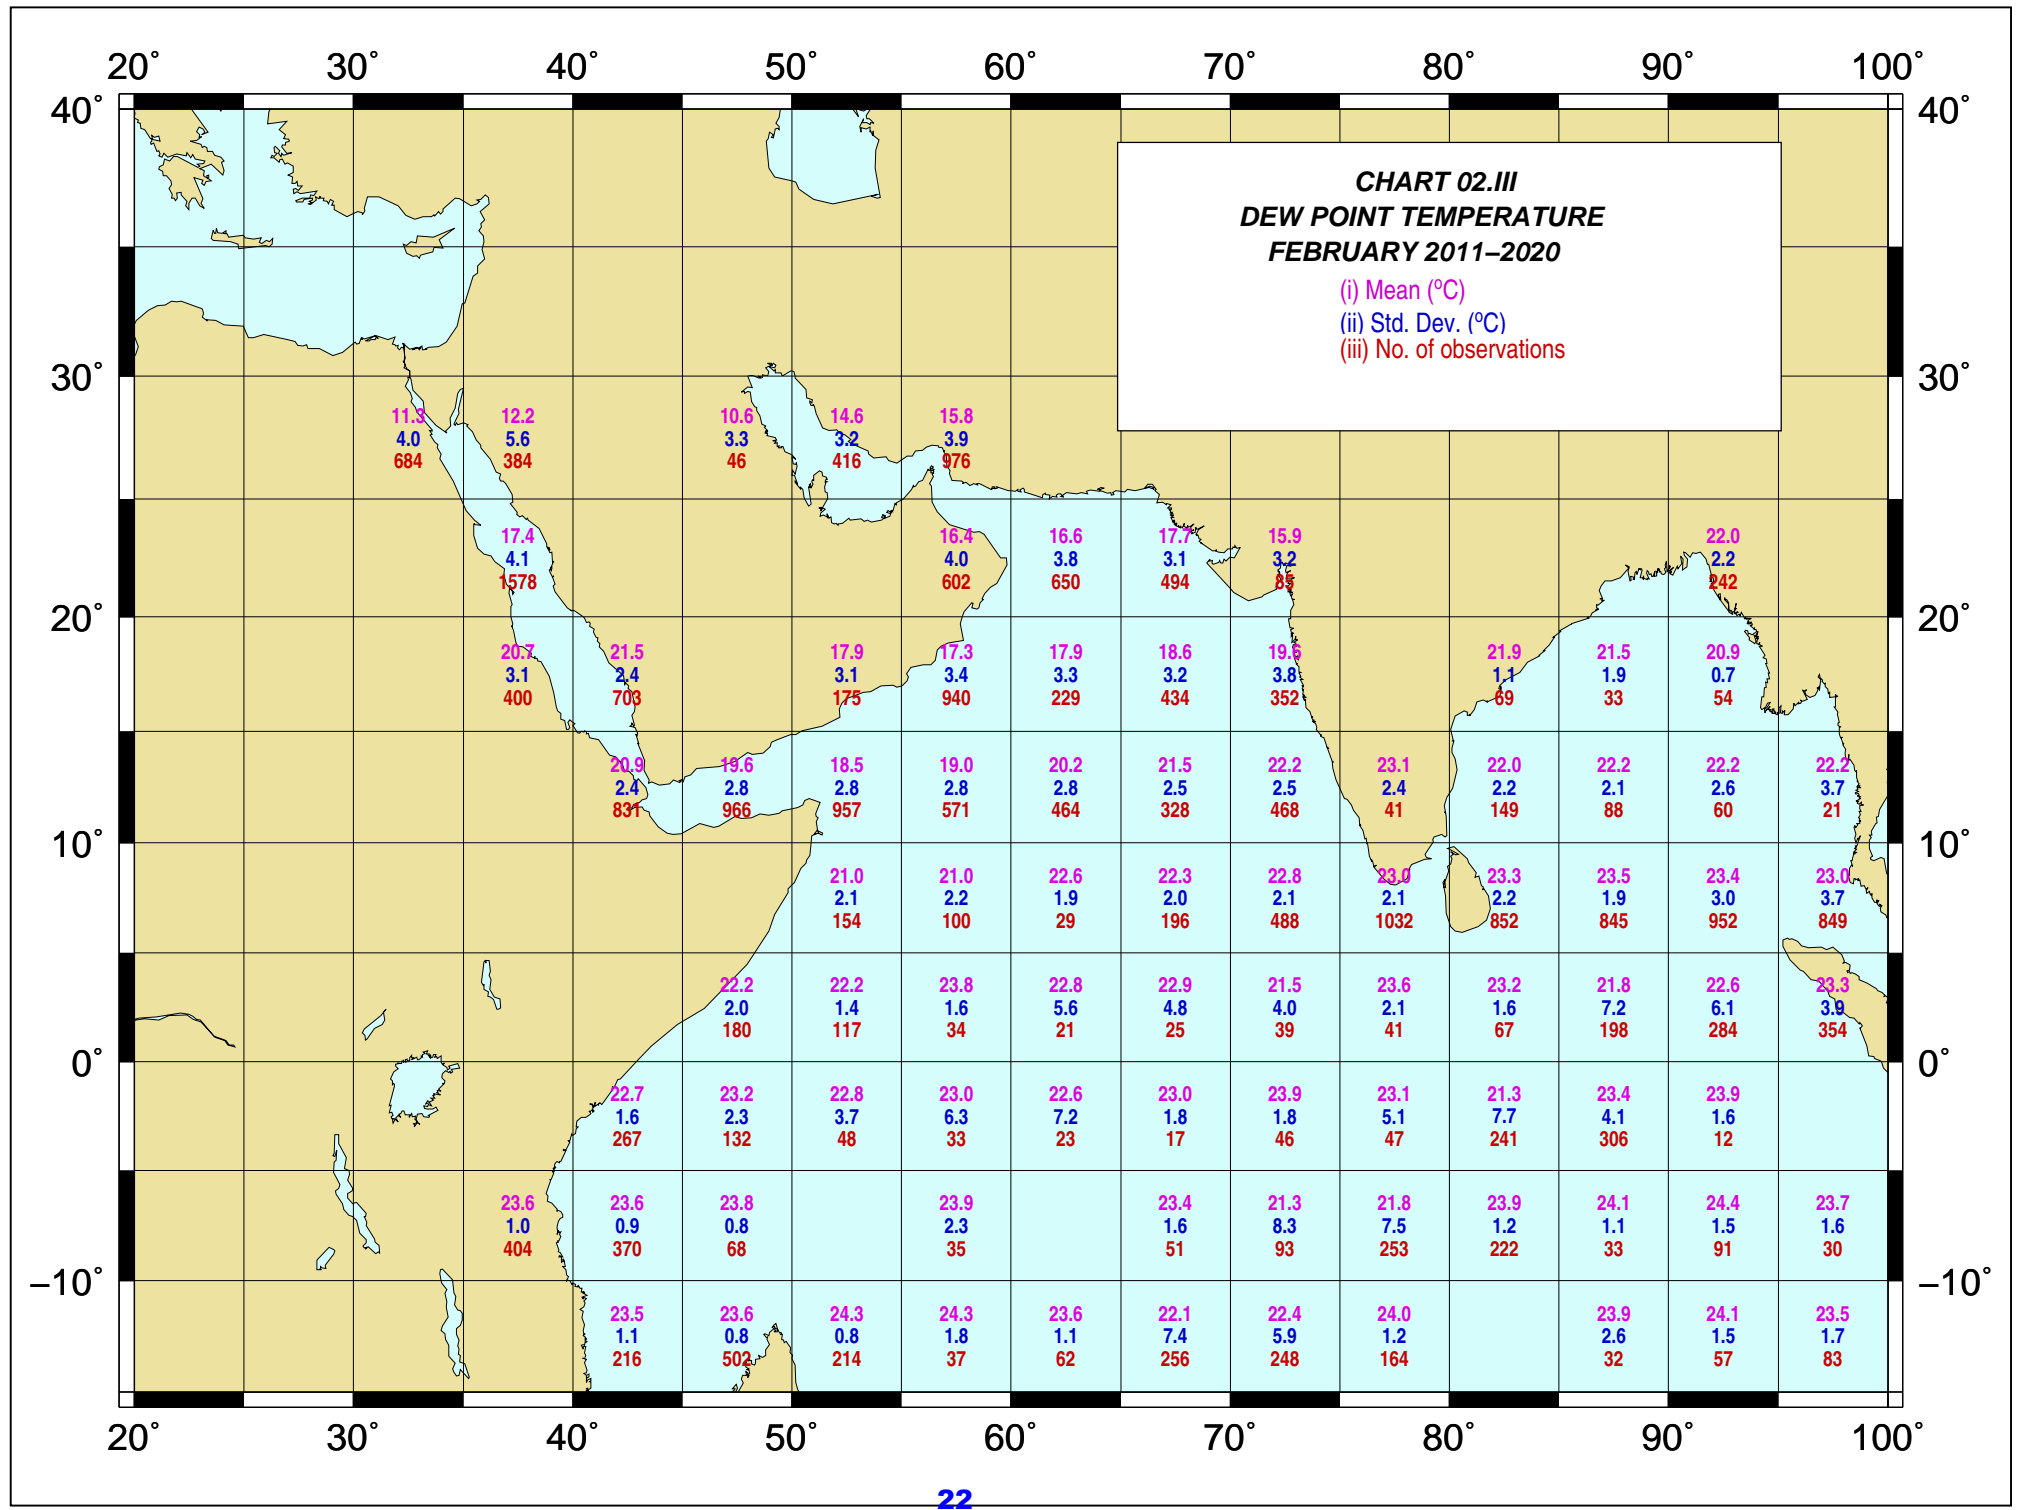 20° 30° 40° 50° 60° 70° 80° 90° 100°
40° 40°
CHART 02.III
DEW POINT TEMPERATURE
FEBRUARY 2011–2020
(i) Mean (°C)
(ii) Std. Dev. (°C)
(iii) No. of observations
30° 30°
11.3 12.2 10.6 14.6 15.8
4.0 5.6 3.3 3.2 3.9
684 384 46 416 976
17.4 16.4 16.6 17.7 15.9 22.0
4.1 4.0 3.8 3.1 3.2 2.2
1578 602 650 494 85 242
20° 20°
20.7 21.5 17.9 17.3 17.9 18.6 19.6 21.9 21.5 20.9
3.1 2.4 3.1 3.4 3.3 3.2 3.8 1.1 1.9 0.7
400 703 175 940 229 434 352 69 33 54
20.9 19.6 18.5 19.0 20.2 21.5 22.2 23.1 22.0 22.2 22.2 22.2
2.4 2.8 2.8 2.8 2.8 2.5 2.5 2.4 2.2 2.1 2.6 3.7
831 966 957 571 464 328 468 41 149 88 60 21
10° 10°
21.0 21.0 22.6 22.3 22.8 23.0 23.3 23.5 23.4 23.0
2.1 2.2 1.9 2.0 2.1 2.1 2.2 1.9 3.0 3.7
154 100 29 196 488 1032 852 845 952 849
22.2 22.2 23.8 22.8 22.9 21.5 23.6 23.2 21.8 22.6 23.3
2.0 1.4 1.6 5.6 4.8 4.0 2.1 1.6 7.2 6.1 3.9
180 117 34 21 25 39 41 67 198 284 354
0° 0°
22.7 23.2 22.8 23.0 22.6 23.0 23.9 23.1 21.3 23.4 23.9
1.6 2.3 3.7 6.3 7.2 1.8 1.8 5.1 7.7 4.1 1.6
267 132 48 33 23 17 46 47 241 306 12
23.6 23.6 23.8 23.9 23.4 21.3 21.8 23.9 24.1 24.4 23.7
1.0 0.9 0.8 2.3 1.6 8.3 7.5 1.2 1.1 1.5 1.6
404 370 68 35 51 93 253 222 33 91 30
–10° –10°
23.5 23.6 24.3 24.3 23.6 22.1 22.4 24.0 23.9 24.1 23.5
1.1 0.8 0.8 1.8 1.1 7.4 5.9 1.2 2.6 1.5 1.7
216 502 214 37 62 256 248 164 32 57 83
20° 30° 40° 50° 60° 70° 80° 90° 100°
22